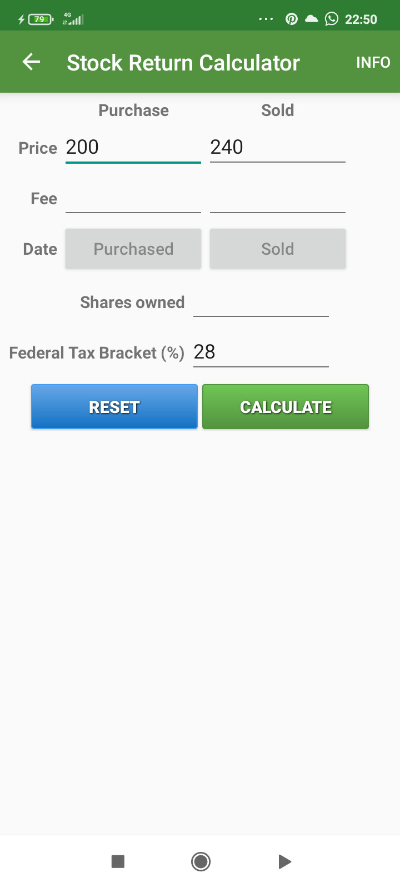 79 4G 22:50
Stock Return Calculator INFO
Purchase Sold
Price 200 240
Fee
Date Purchased Sold
Shares owned
Federal Tax Bracket (%) 28
RESET CALCULATE